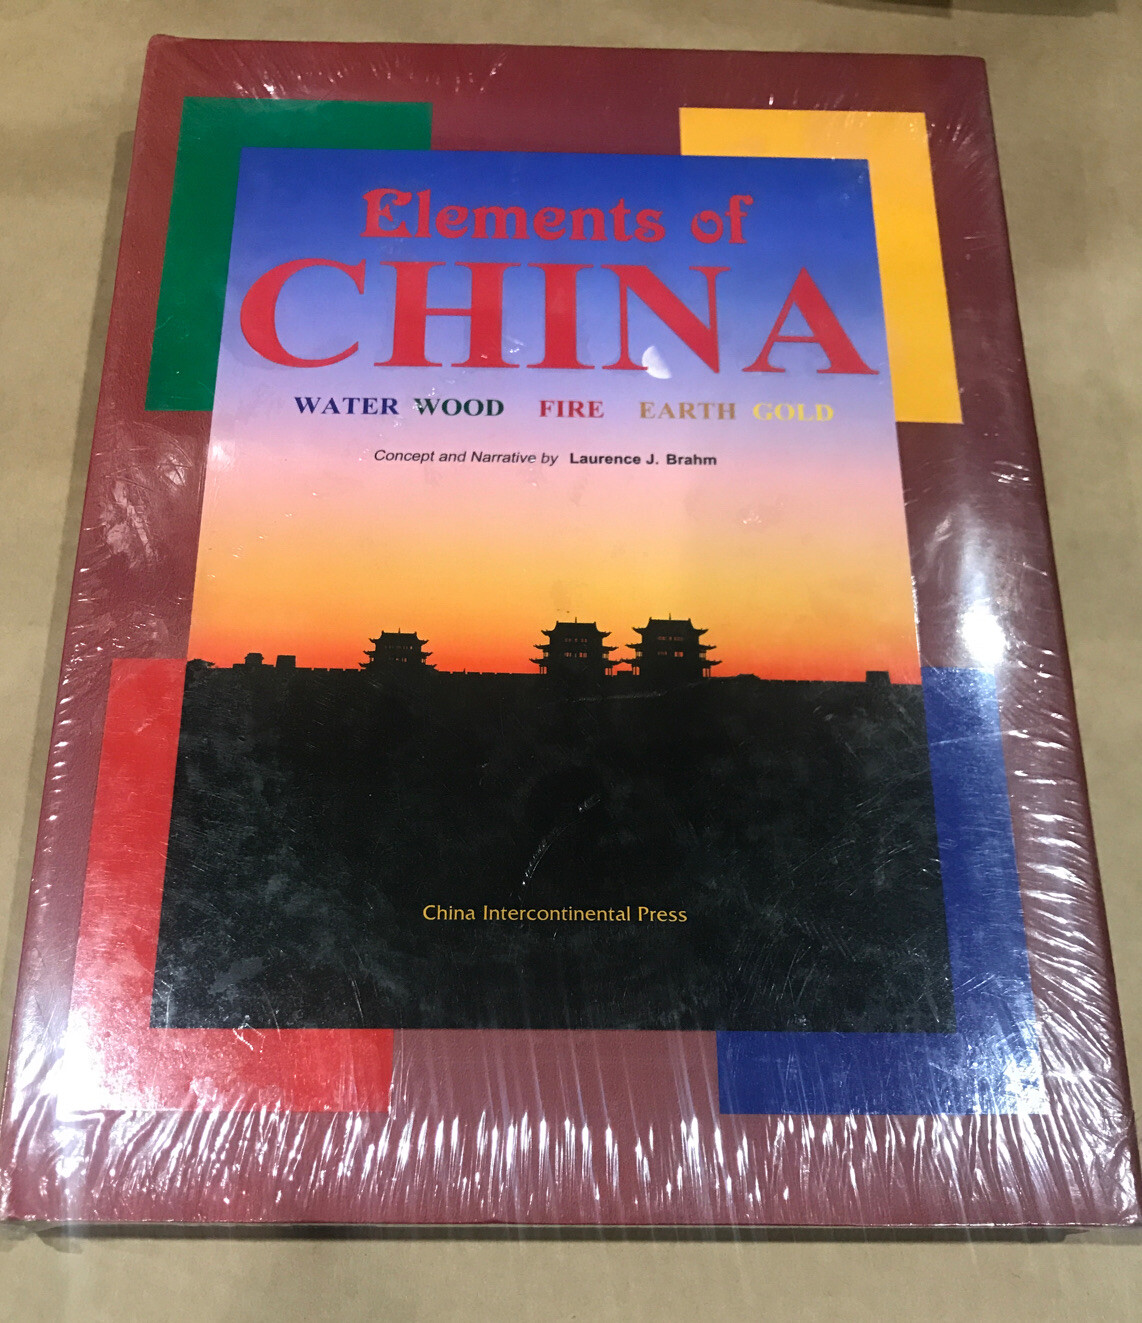 Elements of
CHINA
WATER WOOD FIRE EARTH GOLD
Concept and Narrative by Laurence J. Brahm
China Intercontinental Press